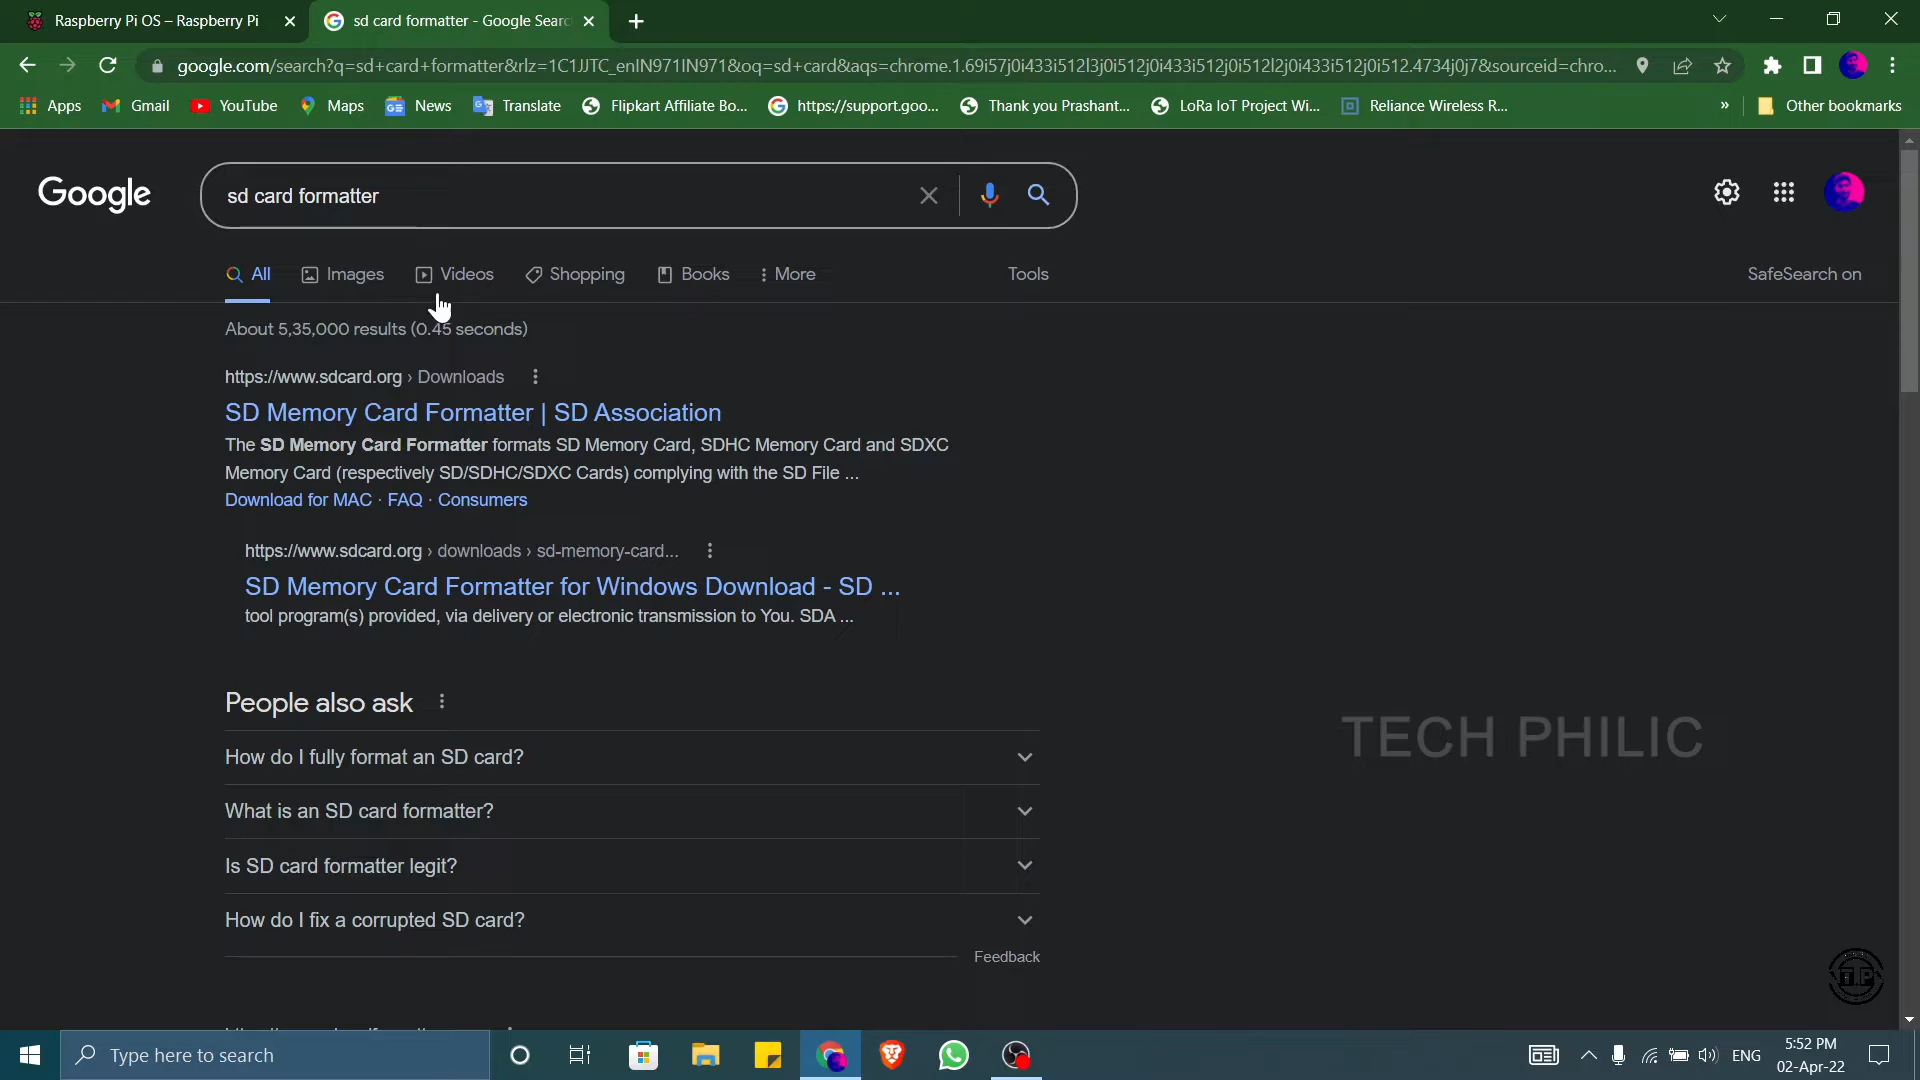 Raspberry Pi OS – Raspberry Pi
sd card formatter - Google Searc
google.com/search?q=sd+card+formatter&rlz=1C1JJTC_enIN971IN971&oq=sd+card&aqs=chrome.1.69i57j0i433i512l3j0i512j0i433i512j0i512l2j0i433i512j0i512.4734j0j7&sourceid=chro...
Apps Gmail YouTube Maps News Translate Flipkart Affiliate Bo... https://support.goo... Thank you Prashant... LoRa IoT Project Wi... Reliance Wireless R... » Other bookmarks
Google
sd card formatter
All Images Videos Shopping Books More Tools SafeSearch on
About 5,35,000 results (0.45 seconds)
https://www.sdcard.org › Downloads
SD Memory Card Formatter | SD Association
The SD Memory Card Formatter formats SD Memory Card, SDHC Memory Card and SDXC
Memory Card (respectively SD/SDHC/SDXC Cards) complying with the SD File ...
Download for MAC · FAQ · Consumers
https://www.sdcard.org › downloads › sd-memory-card...
SD Memory Card Formatter for Windows Download - SD ...
tool program(s) provided, via delivery or electronic transmission to You. SDA ...
People also ask
How do I fully format an SD card?
What is an SD card formatter?
Is SD card formatter legit?
How do I fix a corrupted SD card?
Feedback
TECH PHILIC
Type here to search
ENG
5:52 PM
02-Apr-22